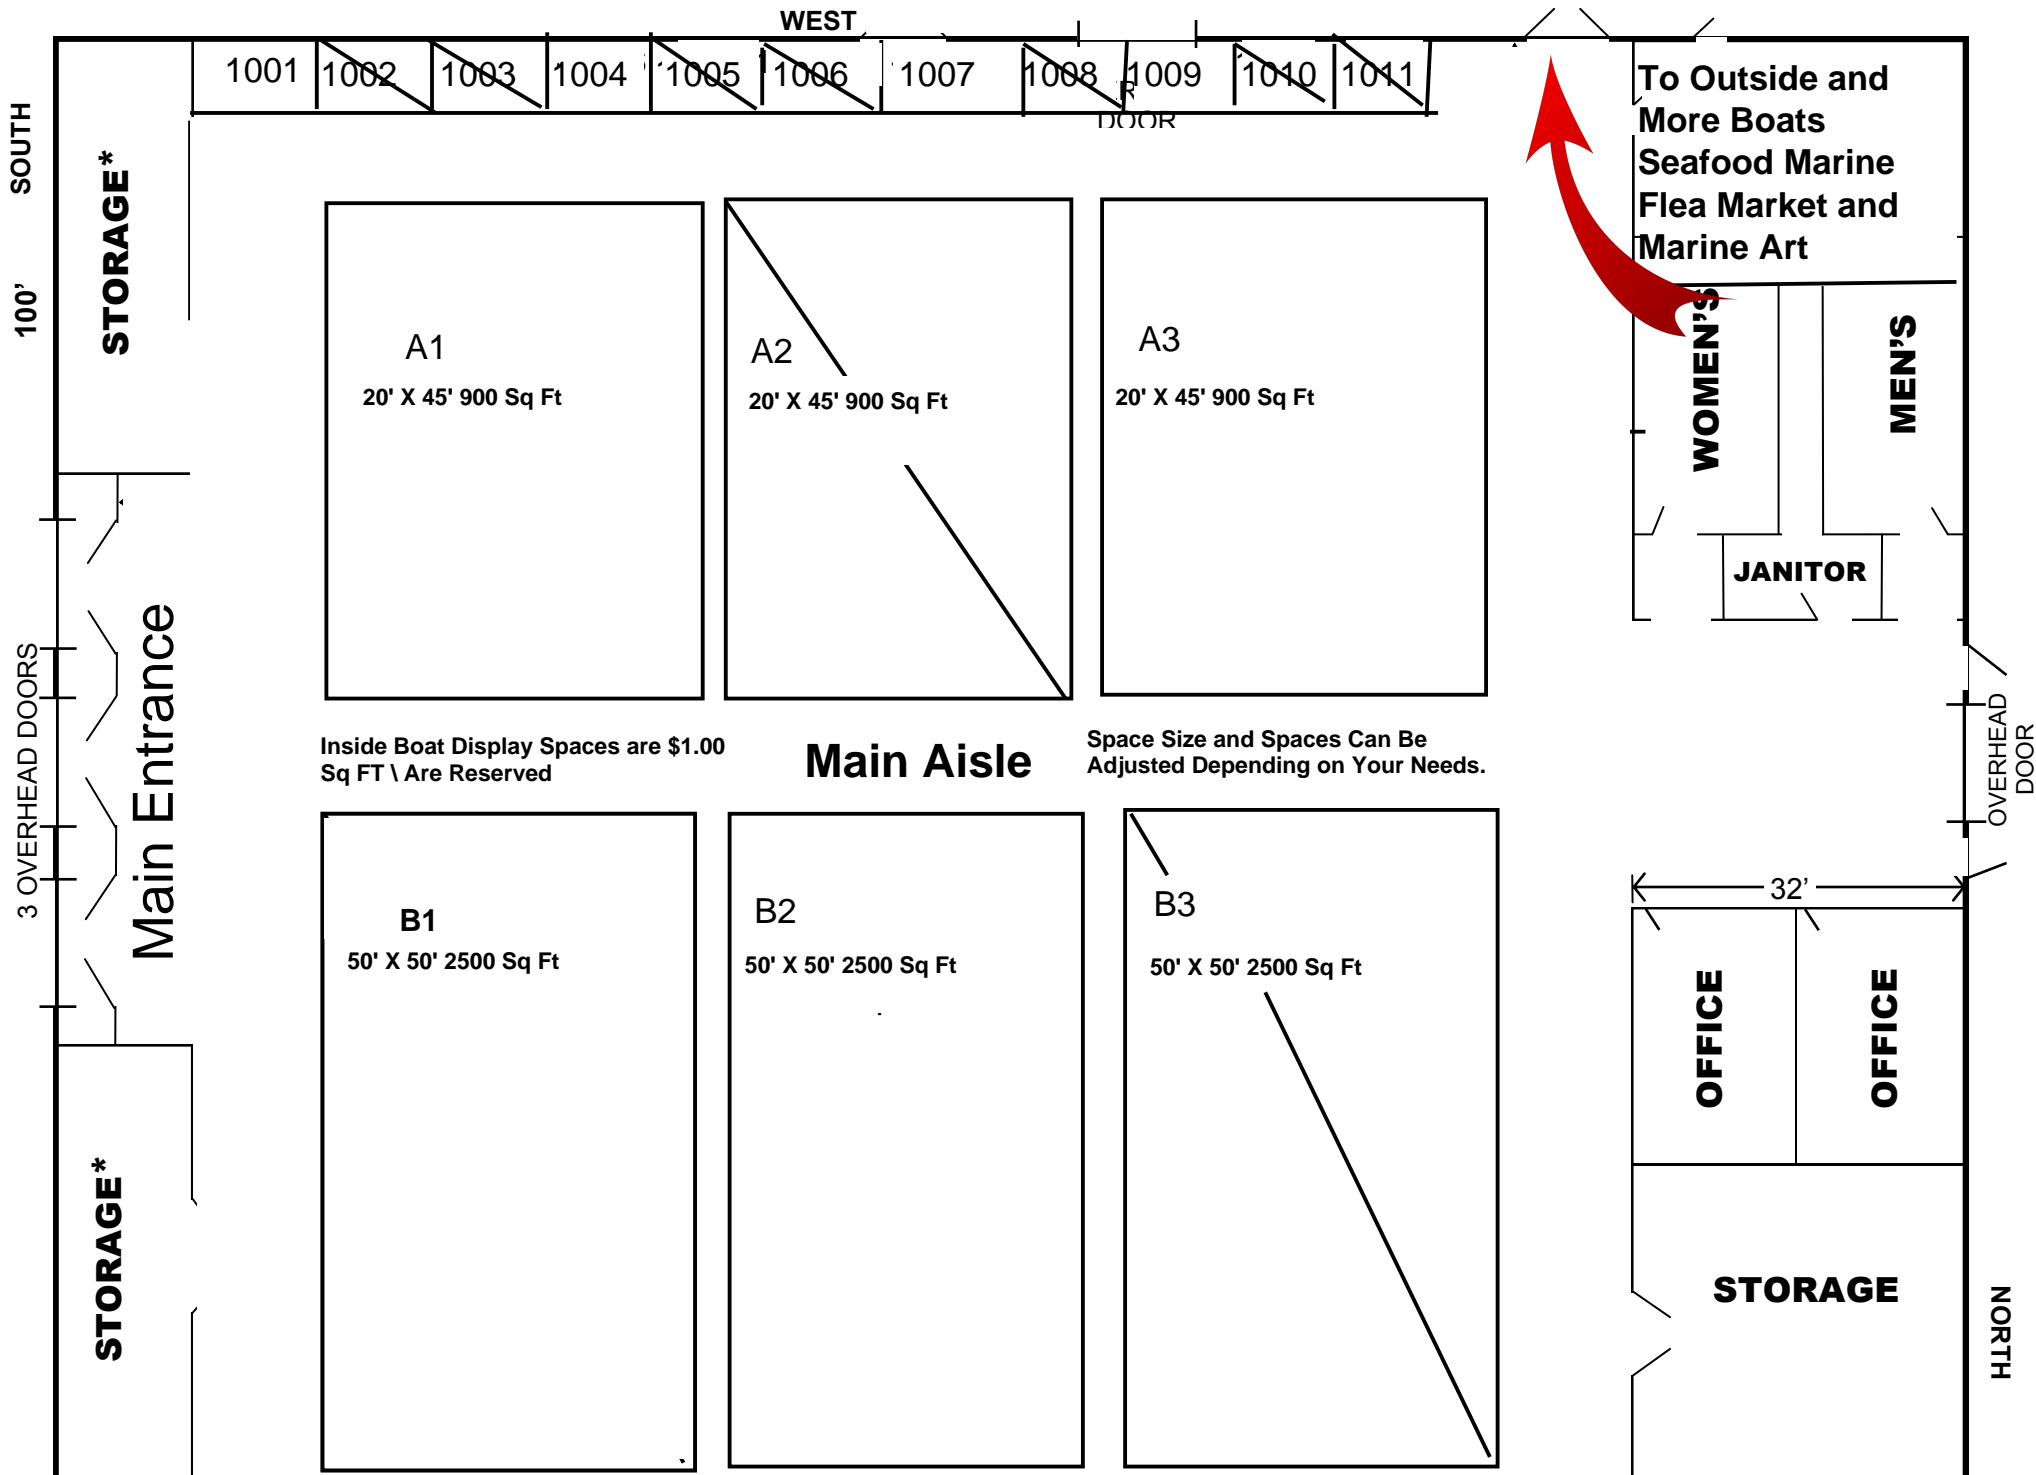 WEST
1001 1002 1003 1004 1005 1006 1007 1008 1009 1010 1011
DOOR
To Outside and
More Boats
Seafood Marine
Flea Market and
Marine Art
SOUTH
100'
STORAGE*
A1
20' X 45' 900 Sq Ft
A2
20' X 45' 900 Sq Ft
A3
20' X 45' 900 Sq Ft
WOMEN'S
MEN'S
JANITOR
3 OVERHEAD DOORS
Main Entrance
Inside Boat Display Spaces are $1.00
Sq FT \ Are Reserved
Main Aisle
Space Size and Spaces Can Be
Adjusted Depending on Your Needs.
OVERHEAD
DOOR
B1
50' X 50' 2500 Sq Ft
B2
50' X 50' 2500 Sq Ft
B3
50' X 50' 2500 Sq Ft
32'
OFFICE
OFFICE
STORAGE*
STORAGE
NORTH